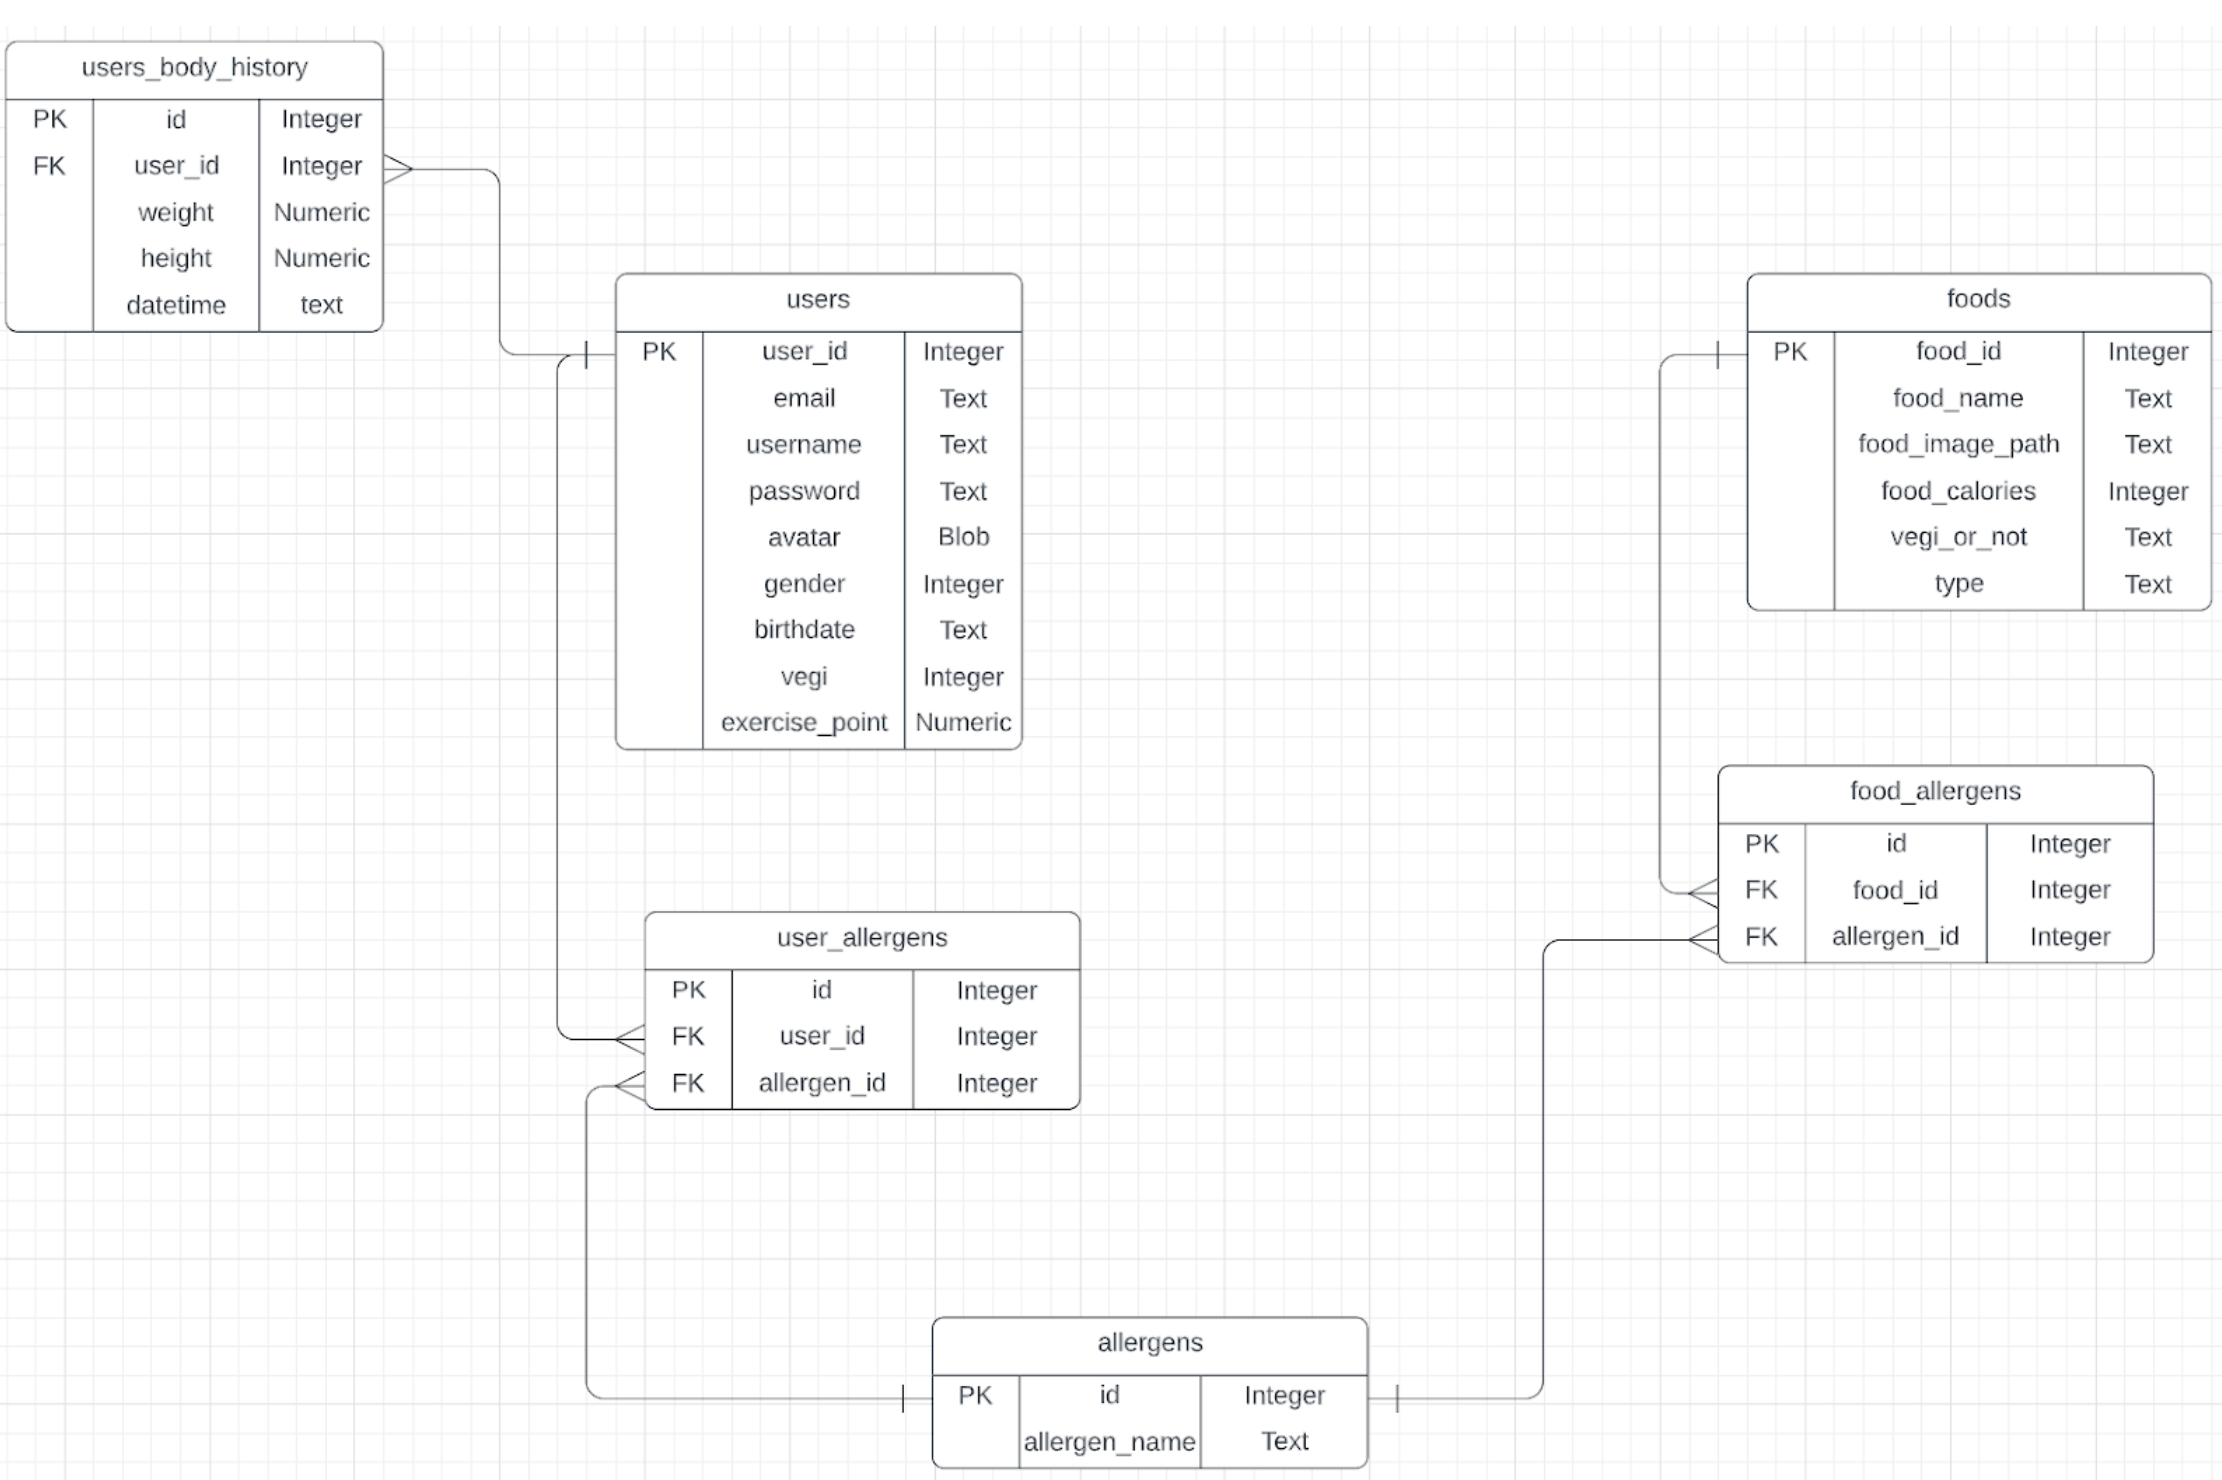 users_body_history
PK id Integer
FK user_id Integer
weight Numeric
height Numeric
datetime text
users
PK user_id Integer
email Text
username Text
password Text
avatar Blob
gender Integer
birthdate Text
vegi Integer
exercise_point Numeric
foods
PK food_id Integer
food_name Text
food_image_path Text
food_calories Integer
vegi_or_not Text
type Text
food_allergens
PK id Integer
FK food_id Integer
FK allergen_id Integer
user_allergens
PK id Integer
FK user_id Integer
FK allergen_id Integer
allergens
PK id Integer
allergen_name Text